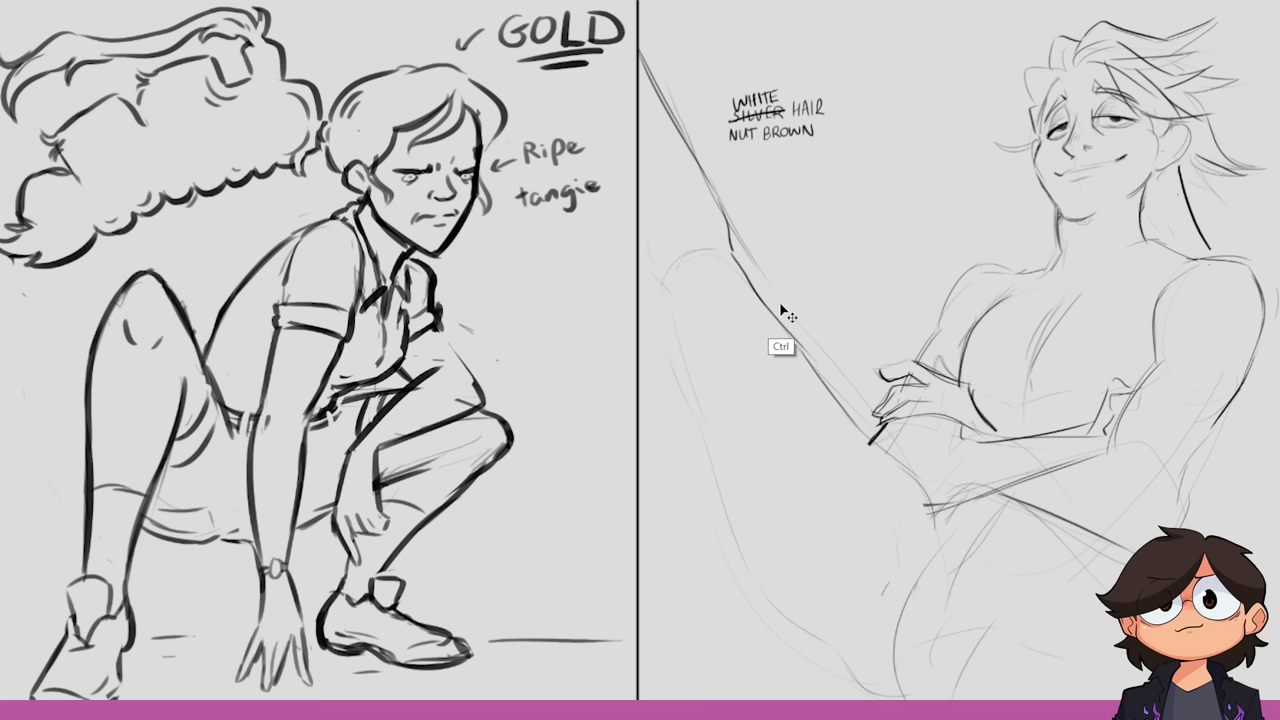 GOLD
Ripe
tangie
WHITE
SILVER HAIR
NUT BROWN
Ctrl